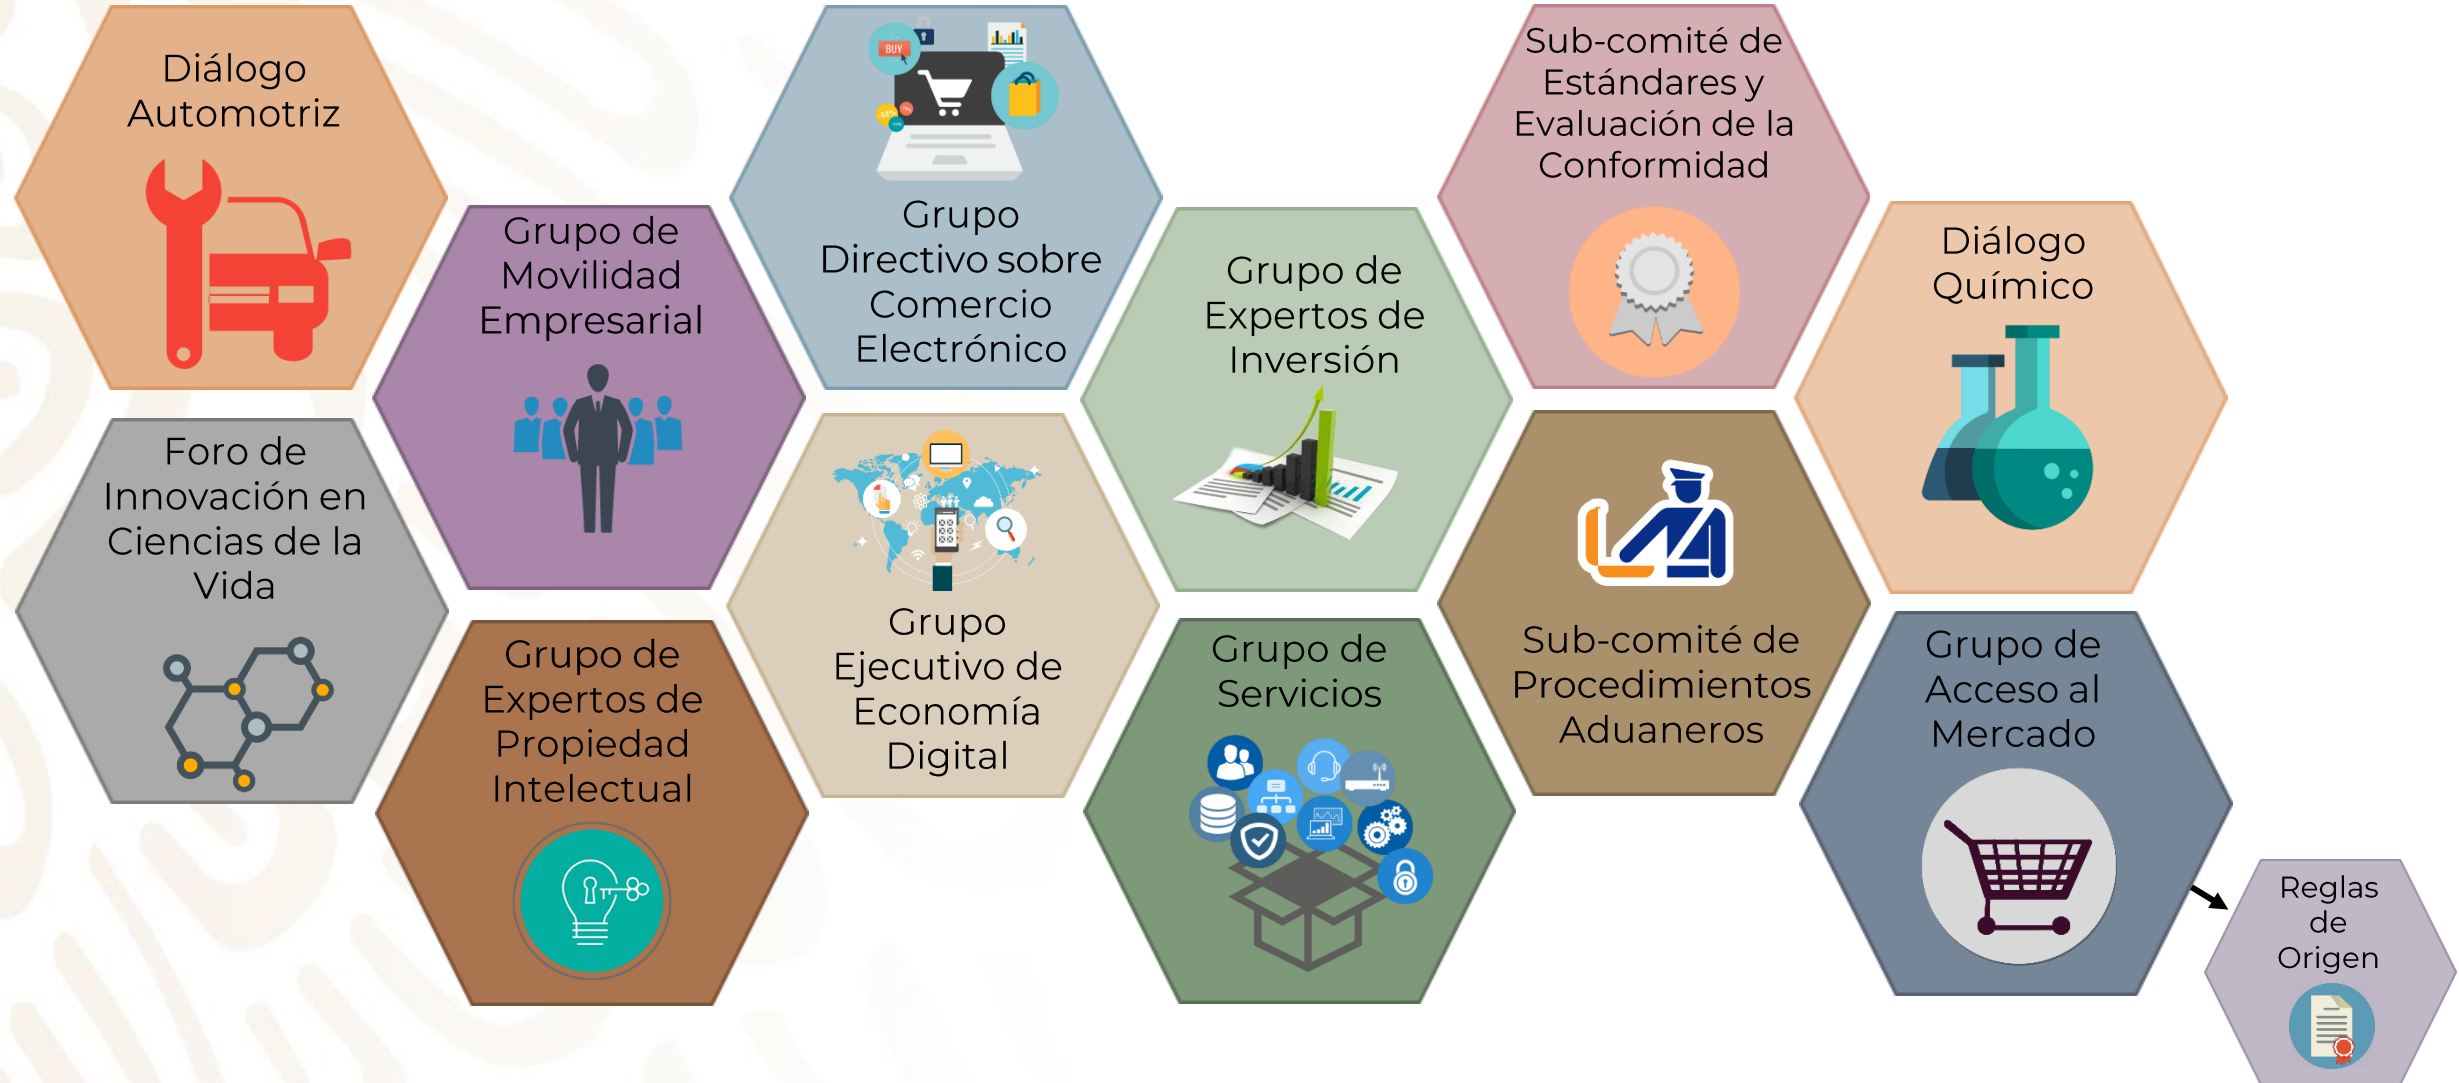 Diálogo
Automotriz
Grupo de
Movilidad
Empresarial
BUY
Grupo
Directivo sobre
Comercio
Electrónico
Grupo de
Expertos de
Inversión
Sub-comité de
Estándares y
Evaluación de la
Conformidad
Diálogo
Químico
Foro de
Innovación en
Ciencias de la
Vida
Grupo de
Expertos de
Propiedad
Intelectual
Grupo
Ejecutivo de
Economía
Digital
Grupo de
Servicios
Sub-comité de
Procedimientos
Aduaneros
Grupo de
Acceso al
Mercado
Reglas
de
Origen